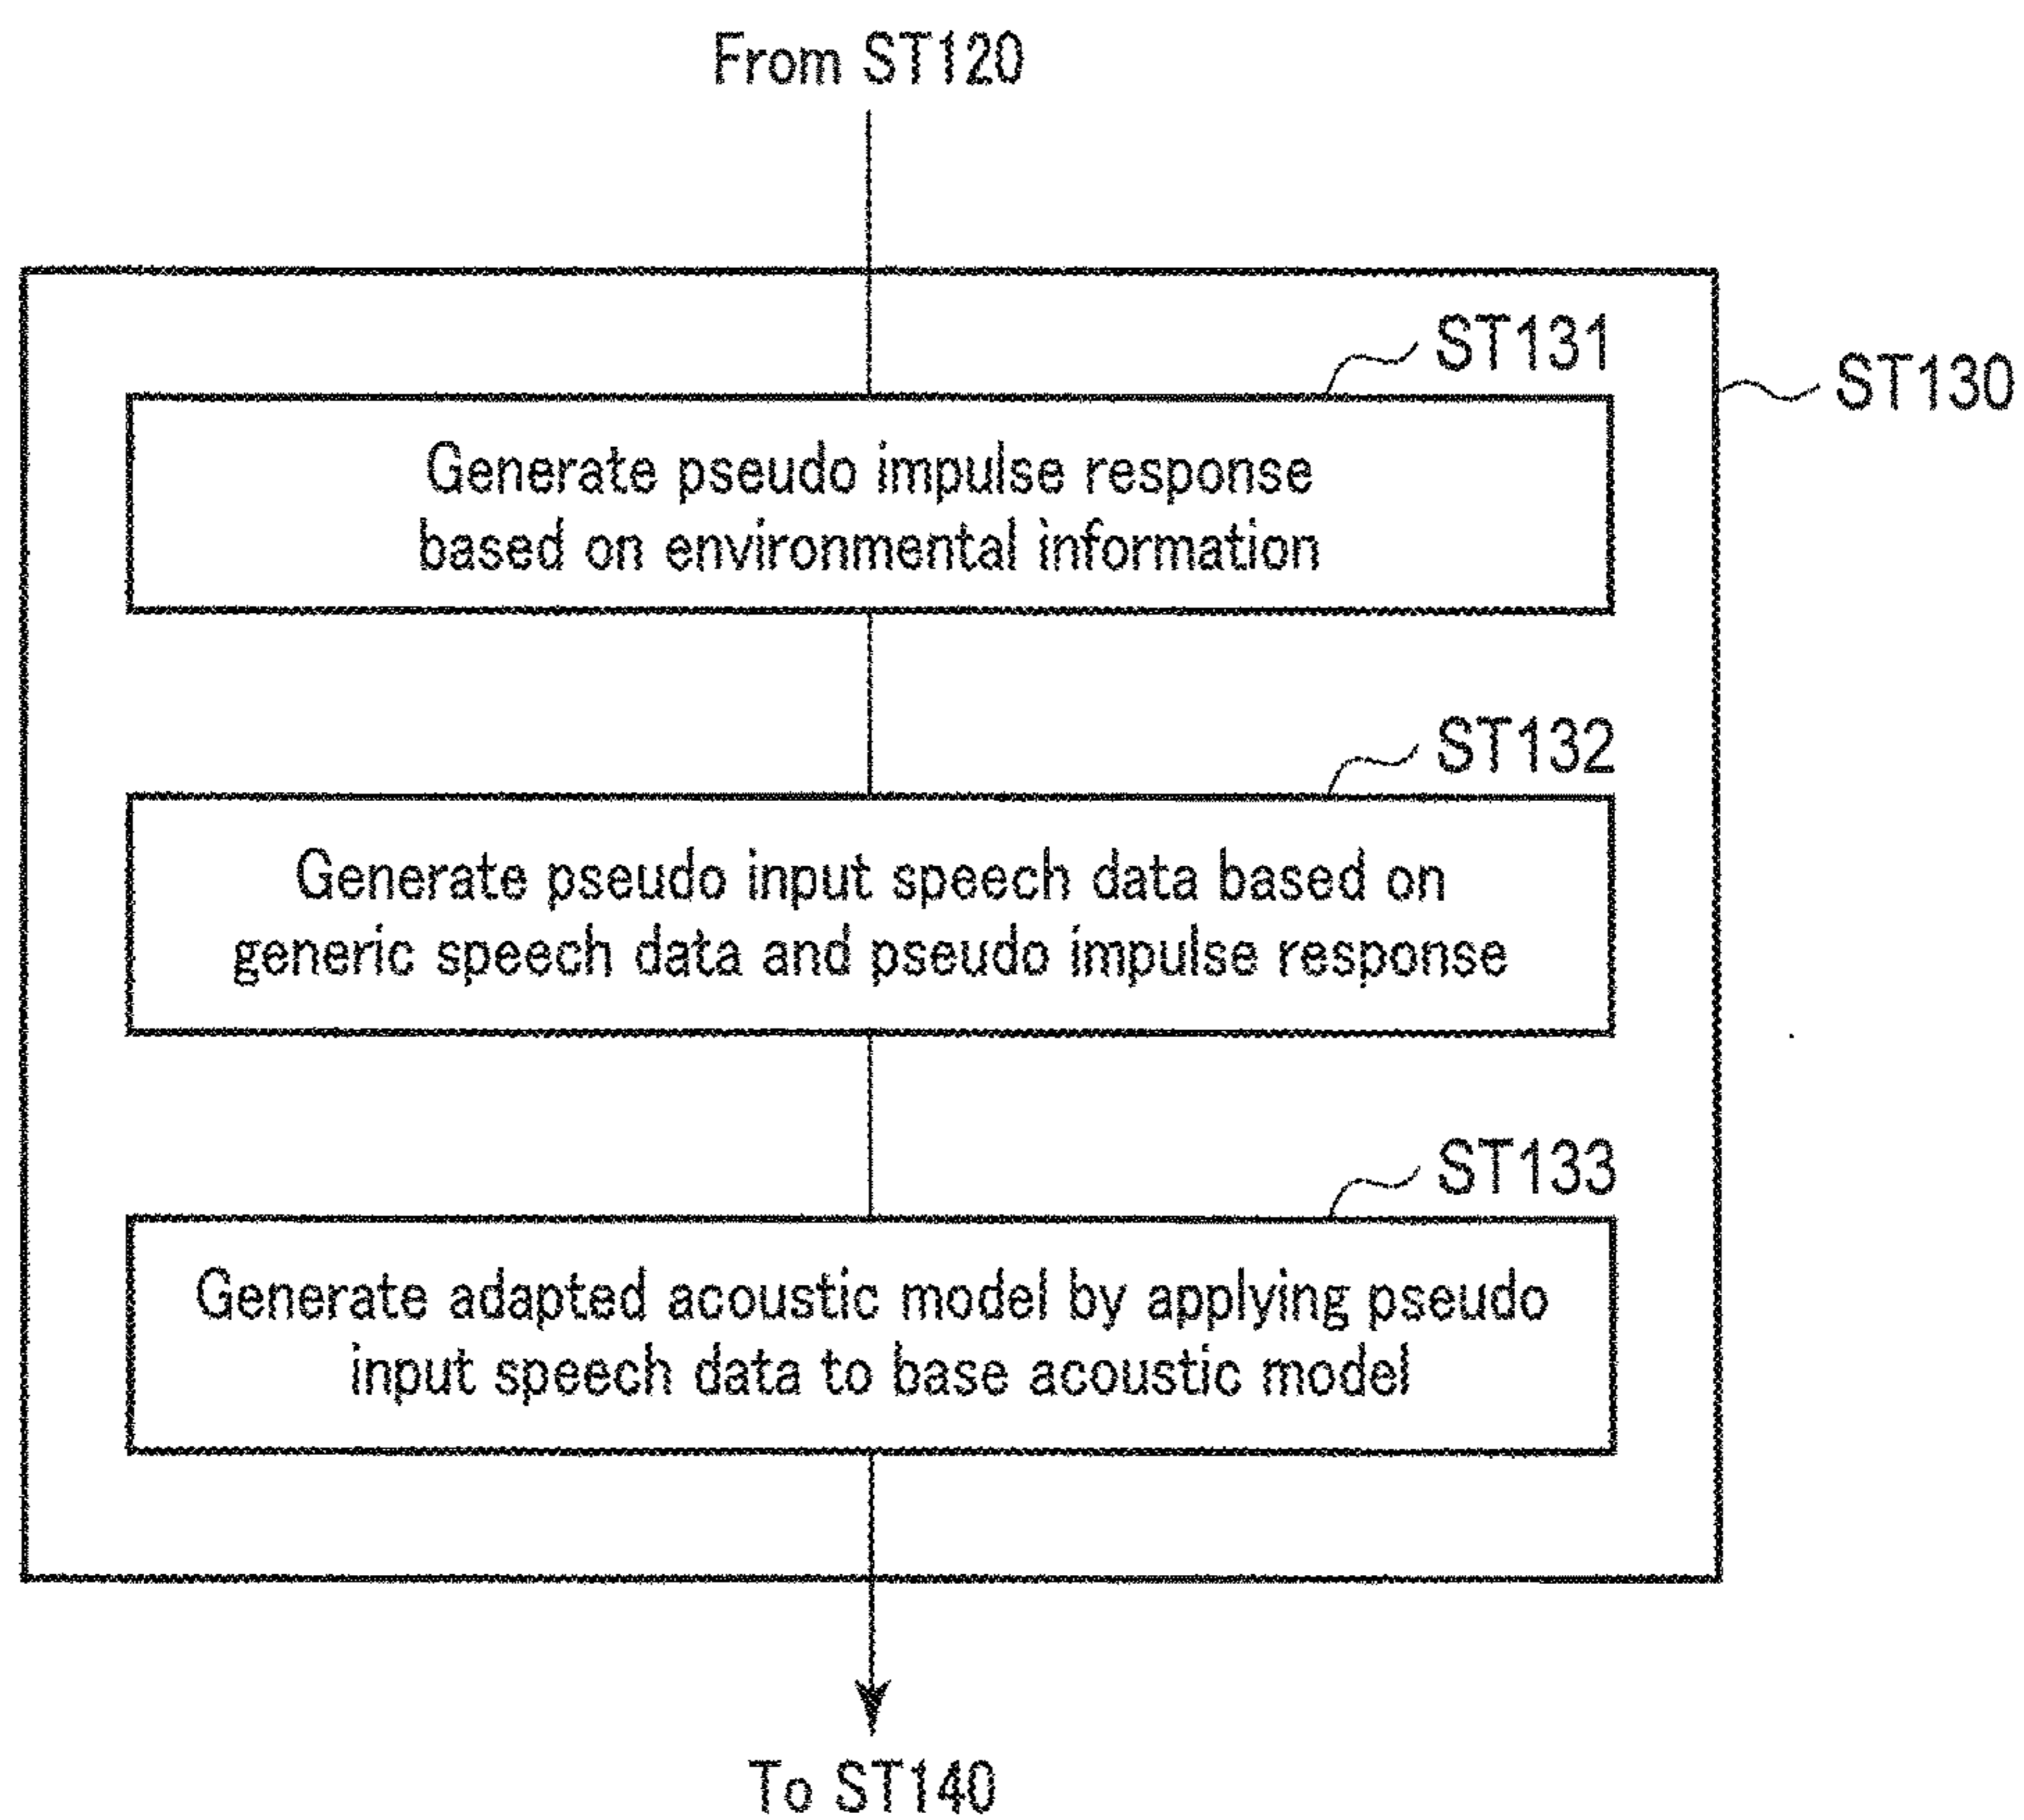 From ST120
ST131
ST130
Generate pseudo impulse response
based on environmental information
ST132
Generate pseudo input speech data based on
generic speech data and pseudo impulse response
ST133
Generate adapted acoustic model by applying pseudo
input speech data to base acoustic model
To ST140